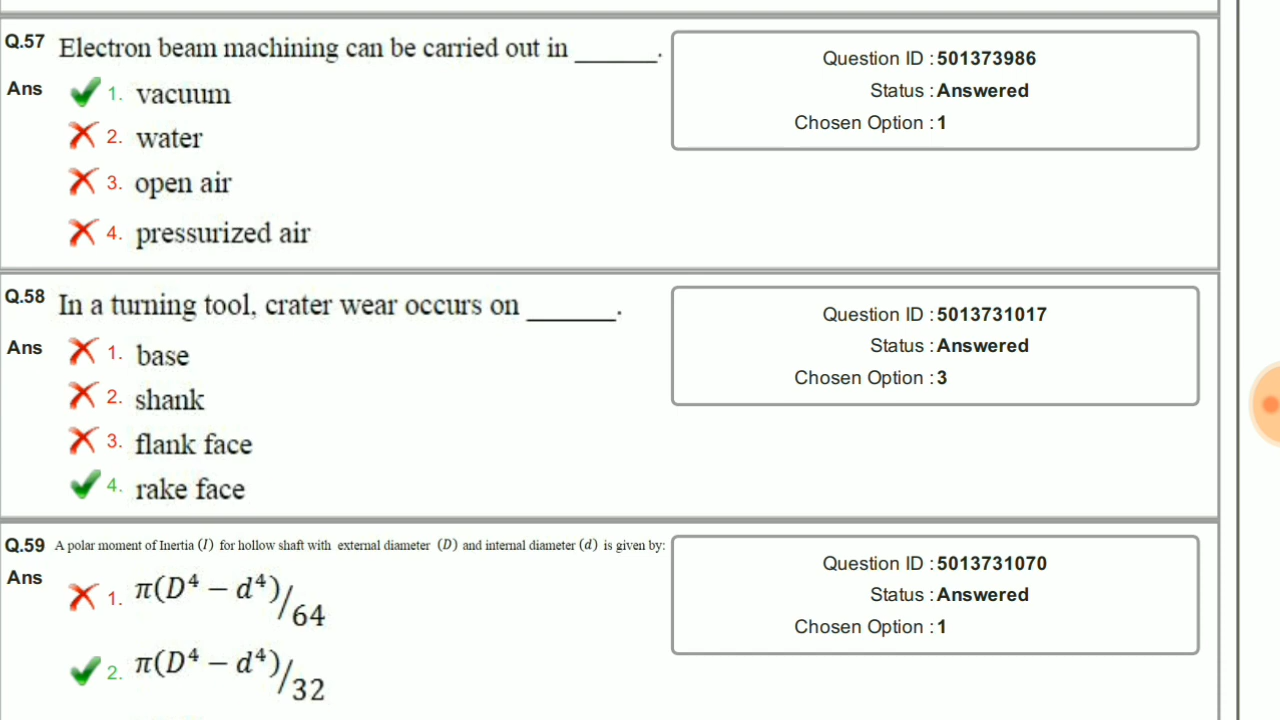 Q.57 Electron beam machining can be carried out in ______.
Question ID : 501373986
Status : Answered
Chosen Option : 1
Ans
1. vacuum
2. water
3. open air
4. pressurized air
Q.58 In a turning tool, crater wear occurs on ______.
Question ID : 5013731017
Status : Answered
Chosen Option : 3
Ans
1. base
2. shank
3. flank face
4. rake face
Q.59 A polar moment of Inertia (I) for hollow shaft with external diameter (D) and internal diameter (d) is given by:
Question ID : 5013731070
Status : Answered
Chosen Option : 1
Ans
1. π(D⁴ − d⁴)/64
2. π(D⁴ − d⁴)/32